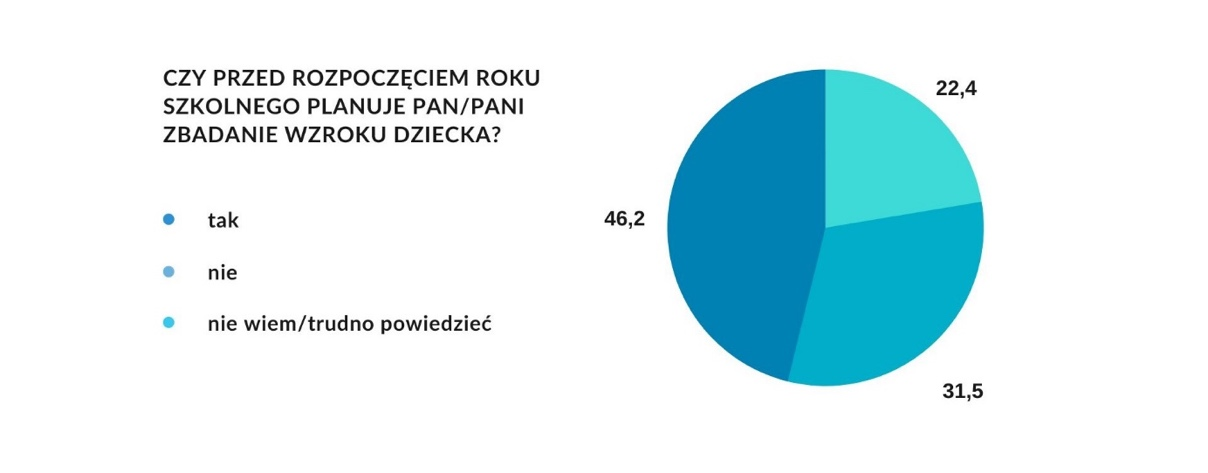 CZY PRZED ROZPOCZĘCIEM ROKU
SZKOLNEGO PLANUJE PAN/PANI
ZBADANIE WZROKU DZIECKA?
tak
nie
nie wiem/trudno powiedzieć
22,4
46,2
31,5